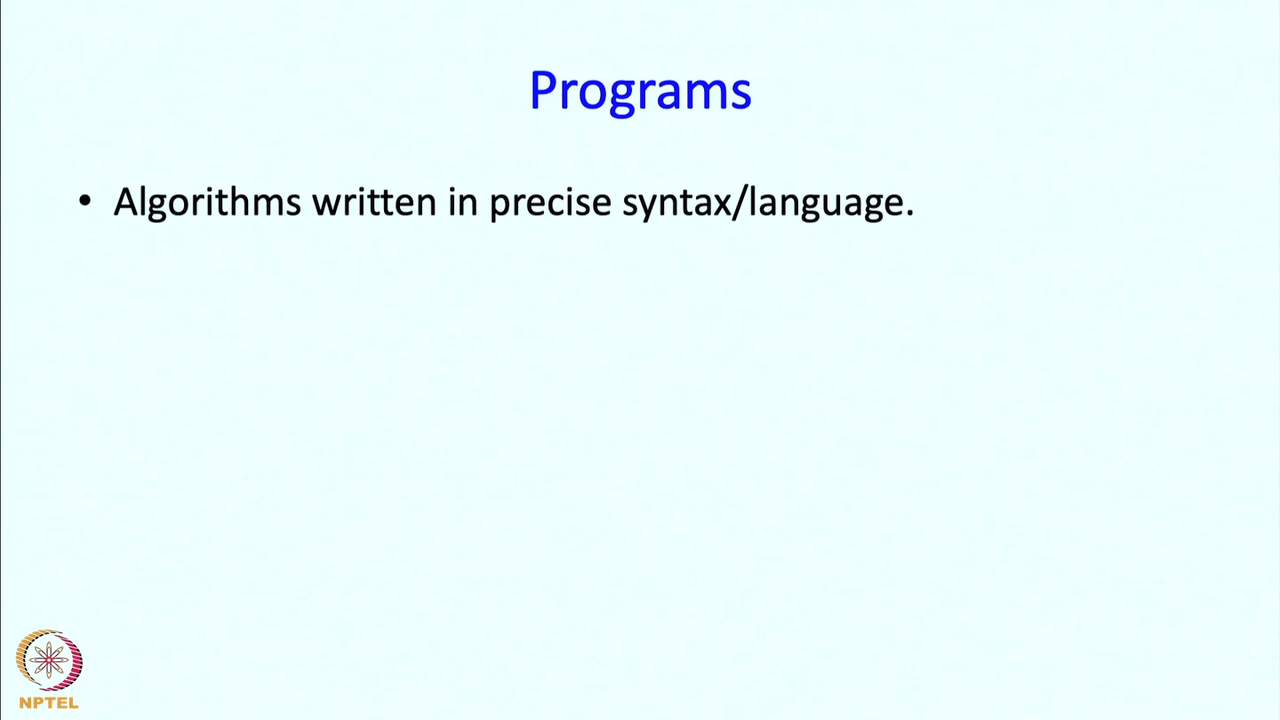 Programs
• Algorithms written in precise syntax/language.
NPTEL